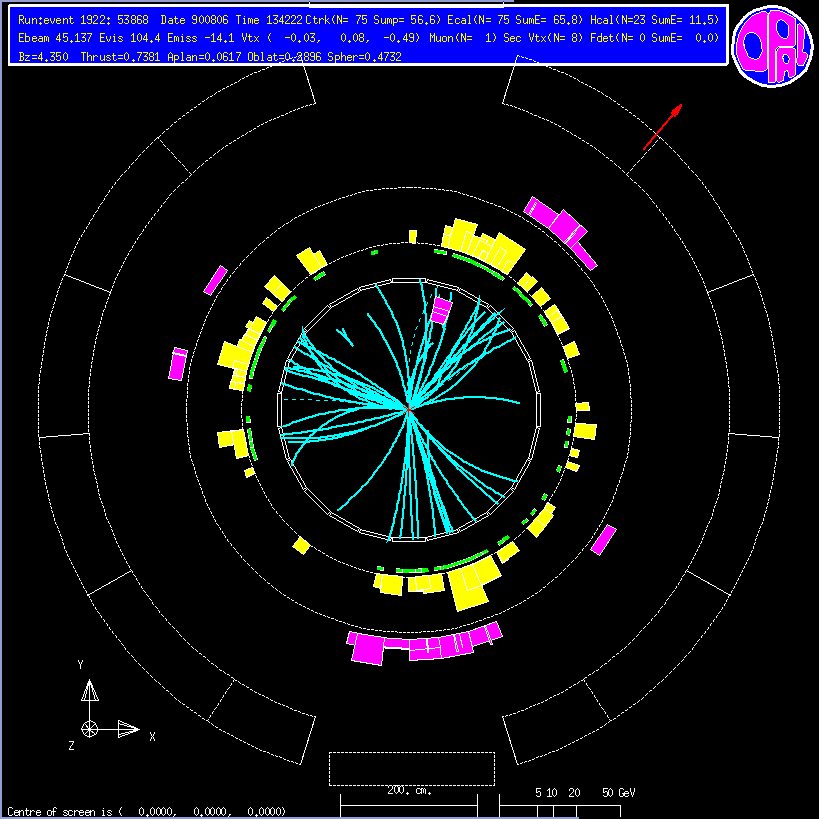 Run:event 1922: 53868 Date 900806 Time 134222 Ctrk(N= 75 Sump= 56.6) Ecal(N= 75 SumE= 65.8) Hcal(N=23 SumE= 11.5)
Ebeam 45.137 Evis 104.4 Emiss -14.1 Vtx ( -0.03, 0.08, -0.49) Muon(N= 1) Sec Vtx(N= 8) Fdet(N= 0 SumE= 0.0)
Bz=4.350 Thrust=0.7381 Aplan=0.0617 Oblat=0.2896 Spher=0.4732
OPAL
Y
X
Z
200. cm.
5 10 20 50 GeV
Centre of screen is ( 0.0000, 0.0000, 0.0000)